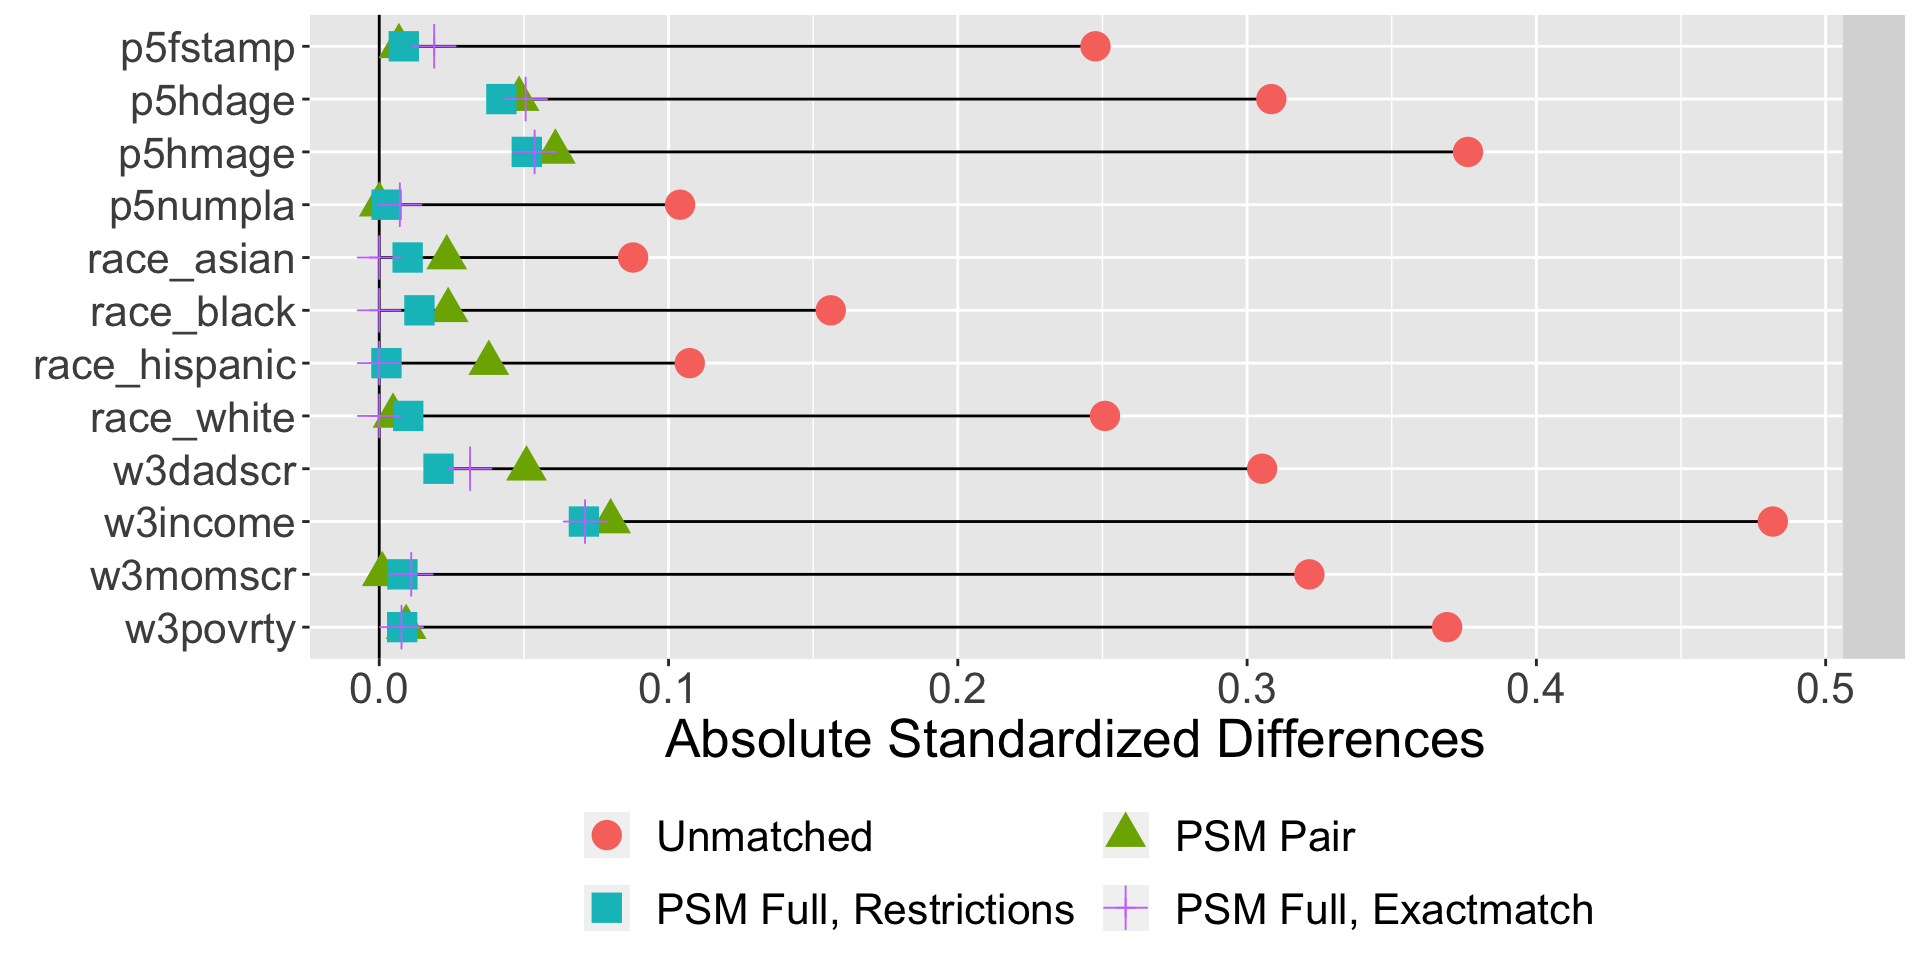 p5fstamp
p5hdage
p5hmage
p5numpla
race_asian
race_black
race_hispanic
race_white
w3dadscr
w3income
w3momscr
w3povrty
0.0 0.1 0.2 0.3 0.4 0.5
Absolute Standardized Differences
Unmatched PSM Pair
PSM Full, Restrictions PSM Full, Exactmatch